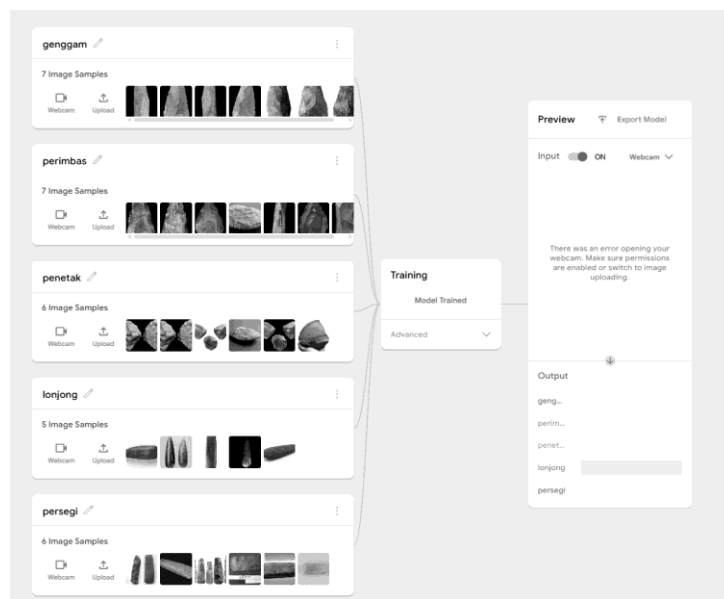 genggam
7 Image Samples
Webcam
Upload
perimbas
7 Image Samples
Webcam
Upload
penetak
6 Image Samples
Webcam
Upload
lonjong
5 Image Samples
Webcam
Upload
persegi
6 Image Samples
Webcam
Upload
Training
Model Trained
Advanced
Preview
Export Model
Input
ON
Webcam
There was an error opening your
webcam. Make sure permissions
are enabled or switch to image
uploading.
Output
geng...
perim...
penet...
lonjong
persegi